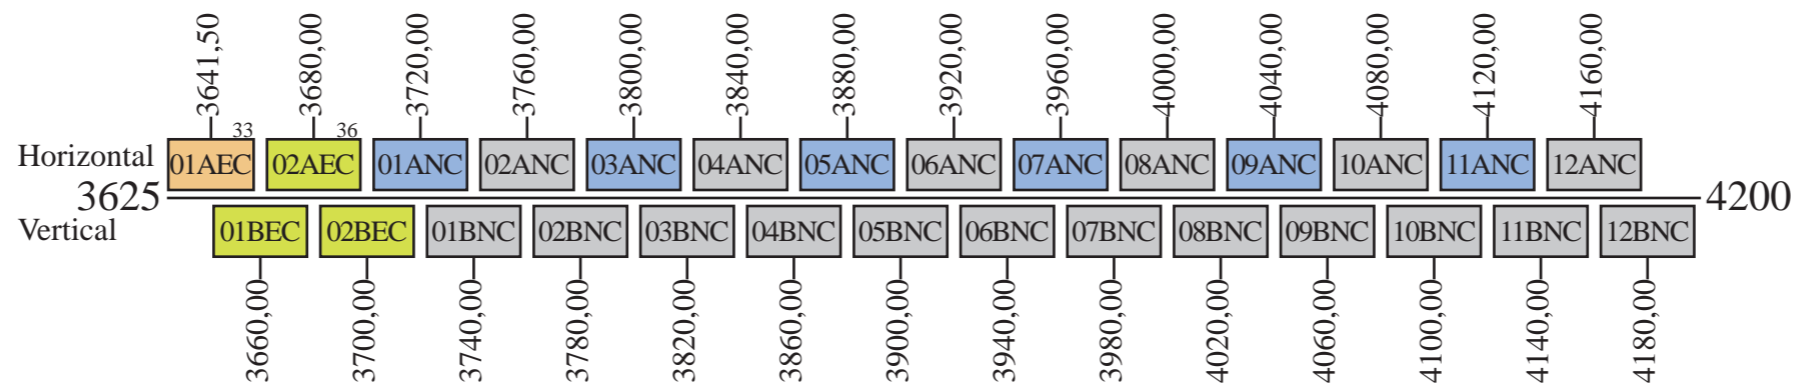 3641,50 3680,00 3720,00 3760,00 3800,00 3840,00 3880,00 3920,00 3960,00 4000,00 4040,00 4080,00 4120,00 4160,00
33 36
Horizontal 01AEC 02AEC 01ANC 02ANC 03ANC 04ANC 05ANC 06ANC 07ANC 08ANC 09ANC 10ANC 11ANC 12ANC
3625 4200
Vertical 01BEC 02BEC 01BNC 02BNC 03BNC 04BNC 05BNC 06BNC 07BNC 08BNC 09BNC 10BNC 11BNC 12BNC
3660,00 3700,00 3740,00 3780,00 3820,00 3860,00 3900,00 3940,00 3980,00 4020,00 4060,00 4100,00 4140,00 4180,00